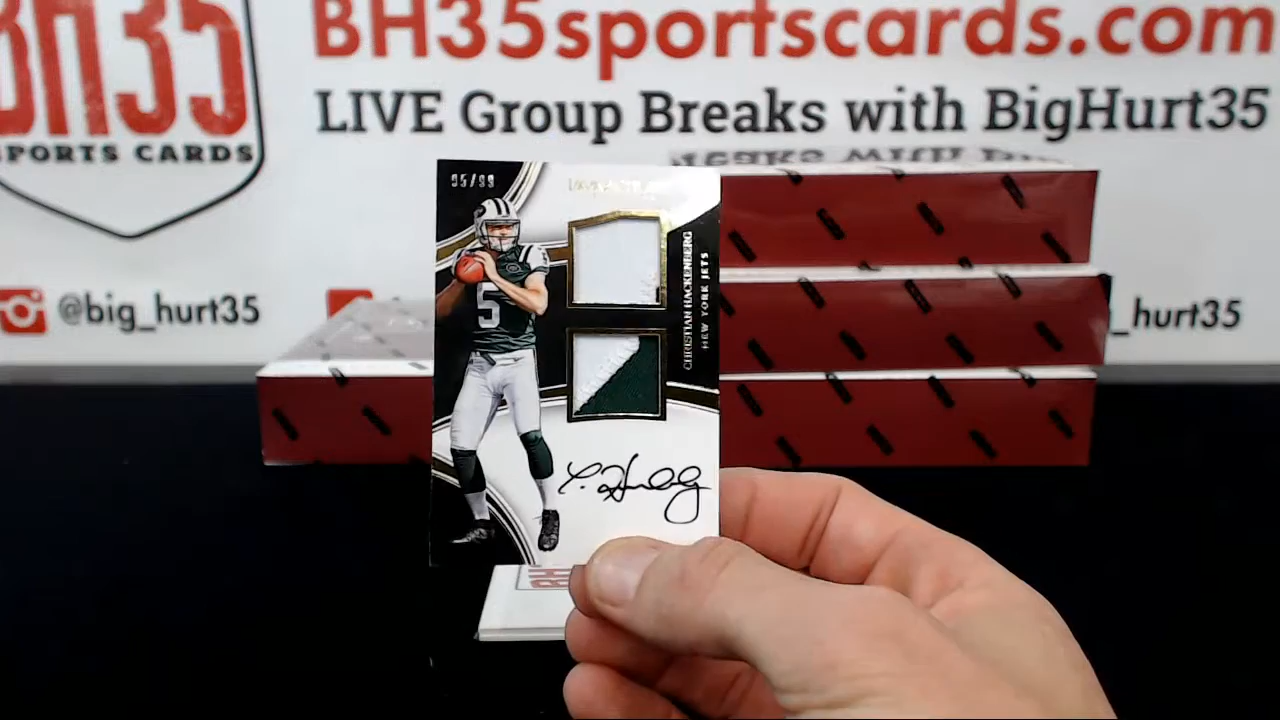 BH35
SPORTS CARDS
BH35sportscards.com
LIVE Group Breaks with BigHurt35
@big_hurt35
_hurt35
05/99
5
CHRISTIAN HACKENBERG
NEW YORK JETS